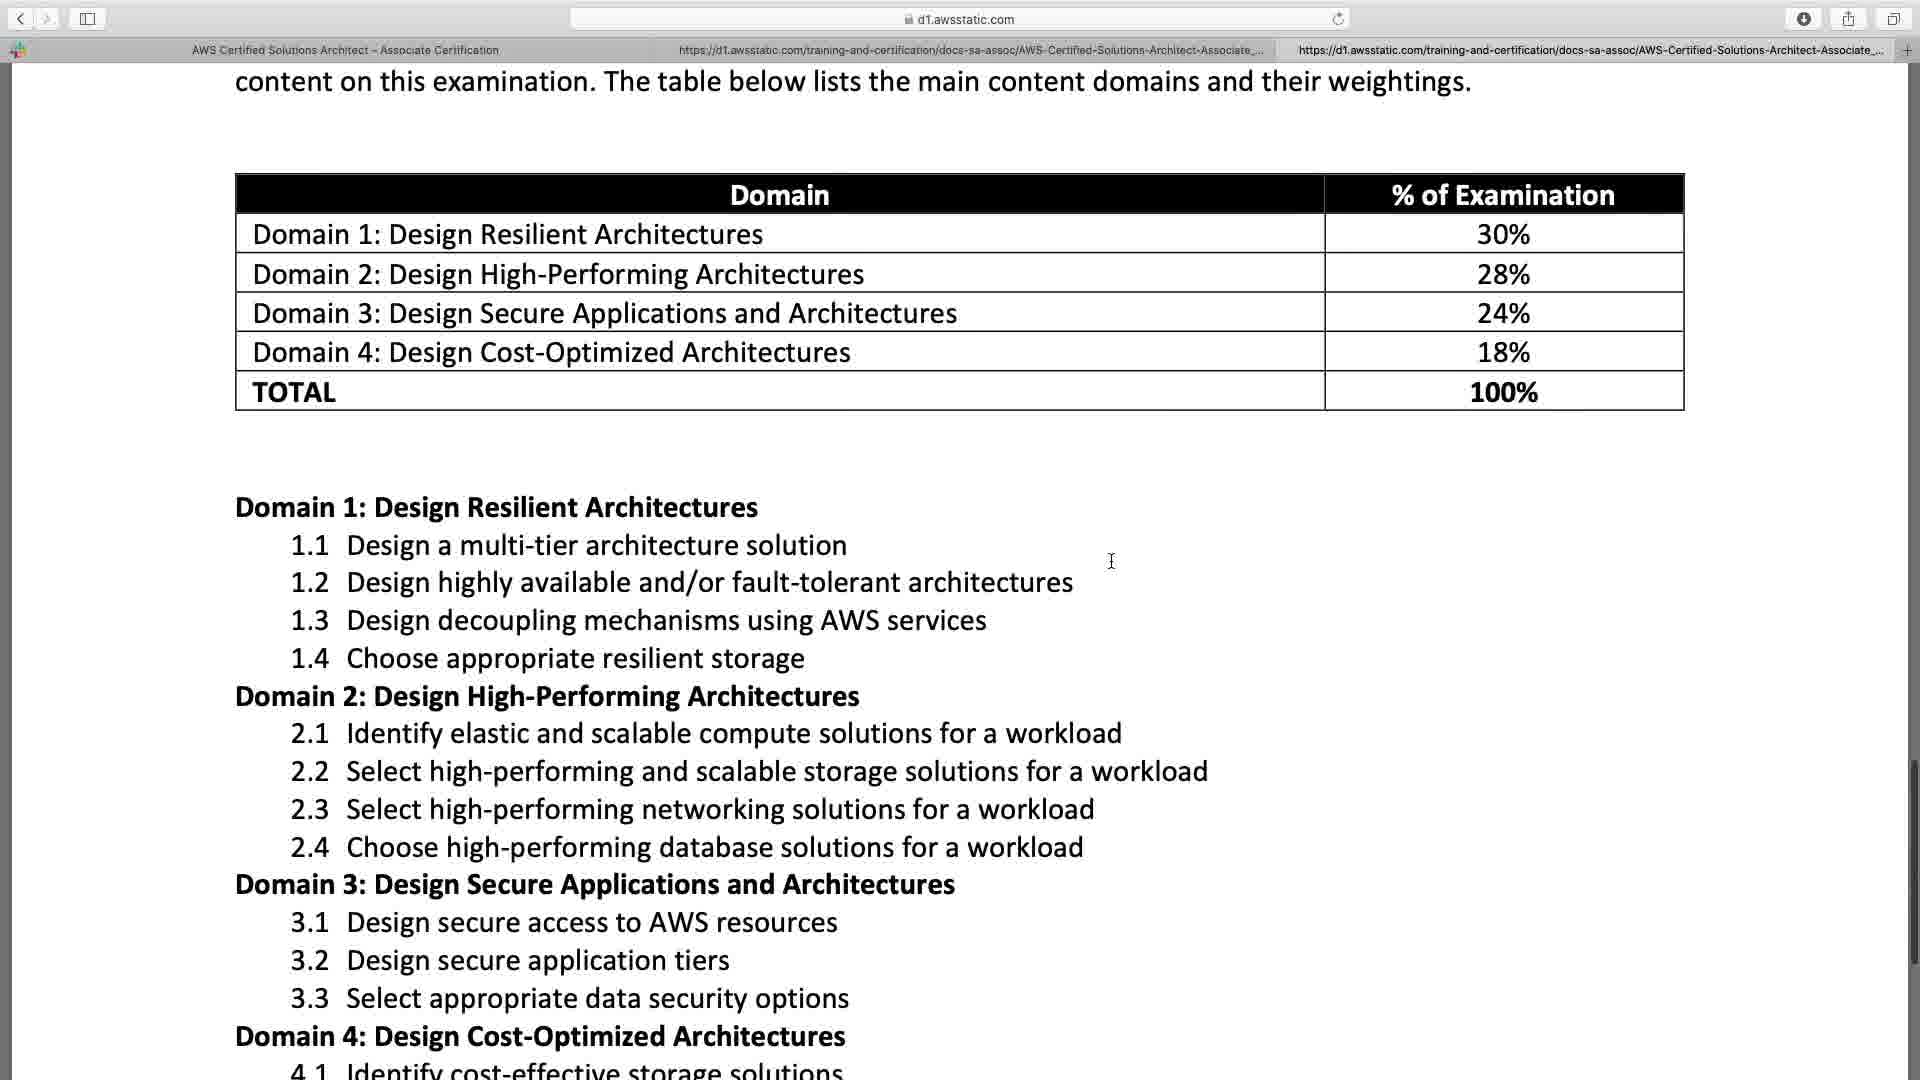 d1.awsstatic.com
AWS Certified Solutions Architect – Associate Certification
https://d1.awsstatic.com/training-and-certification/docs-sa-assoc/AWS-Certified-Solutions-Architect-Associate_...
https://d1.awsstatic.com/training-and-certification/docs-sa-assoc/AWS-Certified-Solutions-Architect-Associate_...
content on this examination. The table below lists the main content domains and their weightings.
Domain % of Examination
Domain 1: Design Resilient Architectures 30%
Domain 2: Design High-Performing Architectures 28%
Domain 3: Design Secure Applications and Architectures 24%
Domain 4: Design Cost-Optimized Architectures 18%
TOTAL 100%
Domain 1: Design Resilient Architectures
1.1 Design a multi-tier architecture solution
1.2 Design highly available and/or fault-tolerant architectures
1.3 Design decoupling mechanisms using AWS services
1.4 Choose appropriate resilient storage
Domain 2: Design High-Performing Architectures
2.1 Identify elastic and scalable compute solutions for a workload
2.2 Select high-performing and scalable storage solutions for a workload
2.3 Select high-performing networking solutions for a workload
2.4 Choose high-performing database solutions for a workload
Domain 3: Design Secure Applications and Architectures
3.1 Design secure access to AWS resources
3.2 Design secure application tiers
3.3 Select appropriate data security options
Domain 4: Design Cost-Optimized Architectures
4.1 Identify cost-effective storage solutions